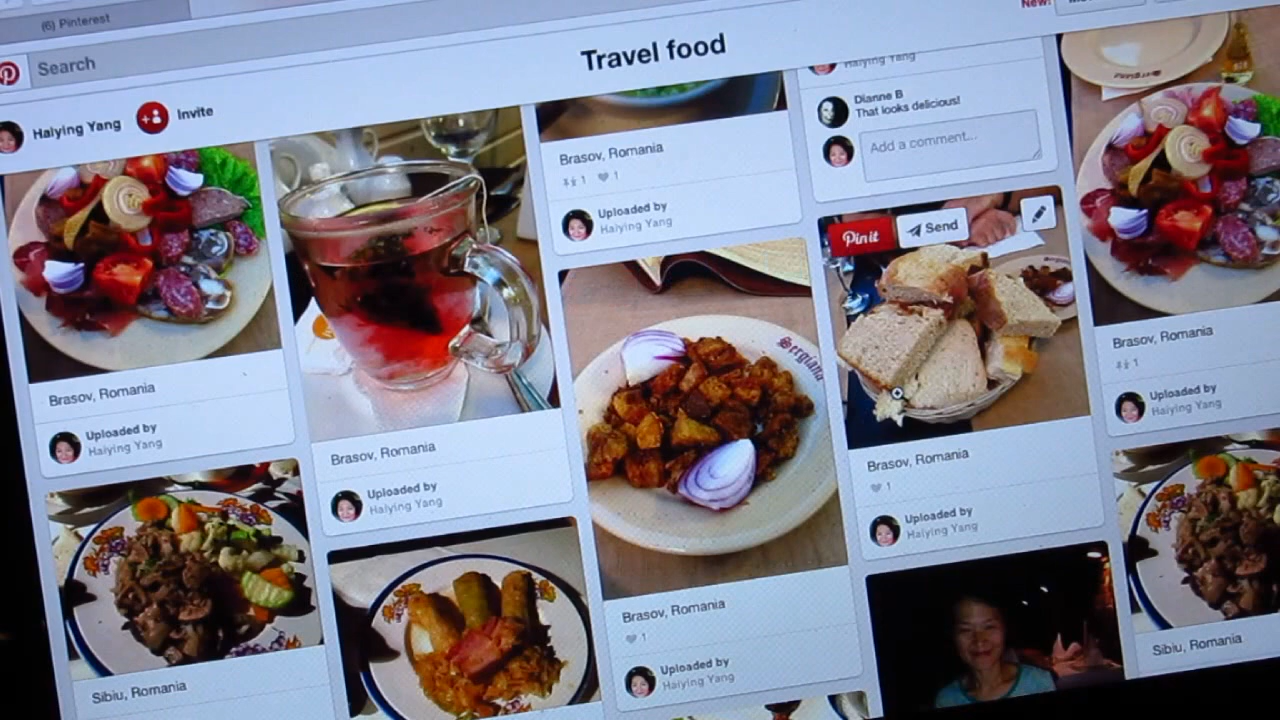 (6) Pinterest
New!
Search
Travel food
Haiying Yang
Invite
Brasov, Romania
Uploaded by
Haiying Yang
Sibiu, Romania
Brasov, Romania
Uploaded by
Haiying Yang
Brasov, Romania
1
1
Uploaded by
Haiying Yang
Sergiana
Brasov, Romania
1
Uploaded by
Haiying Yang
Haiying Yang
Dianne B
That looks delicious!
Add a comment...
Pin it
Send
Brasov, Romania
1
Uploaded by
Haiying Yang
Brasov, Romania
1
Uploaded by
Haiying Yang
Sibiu, Romania